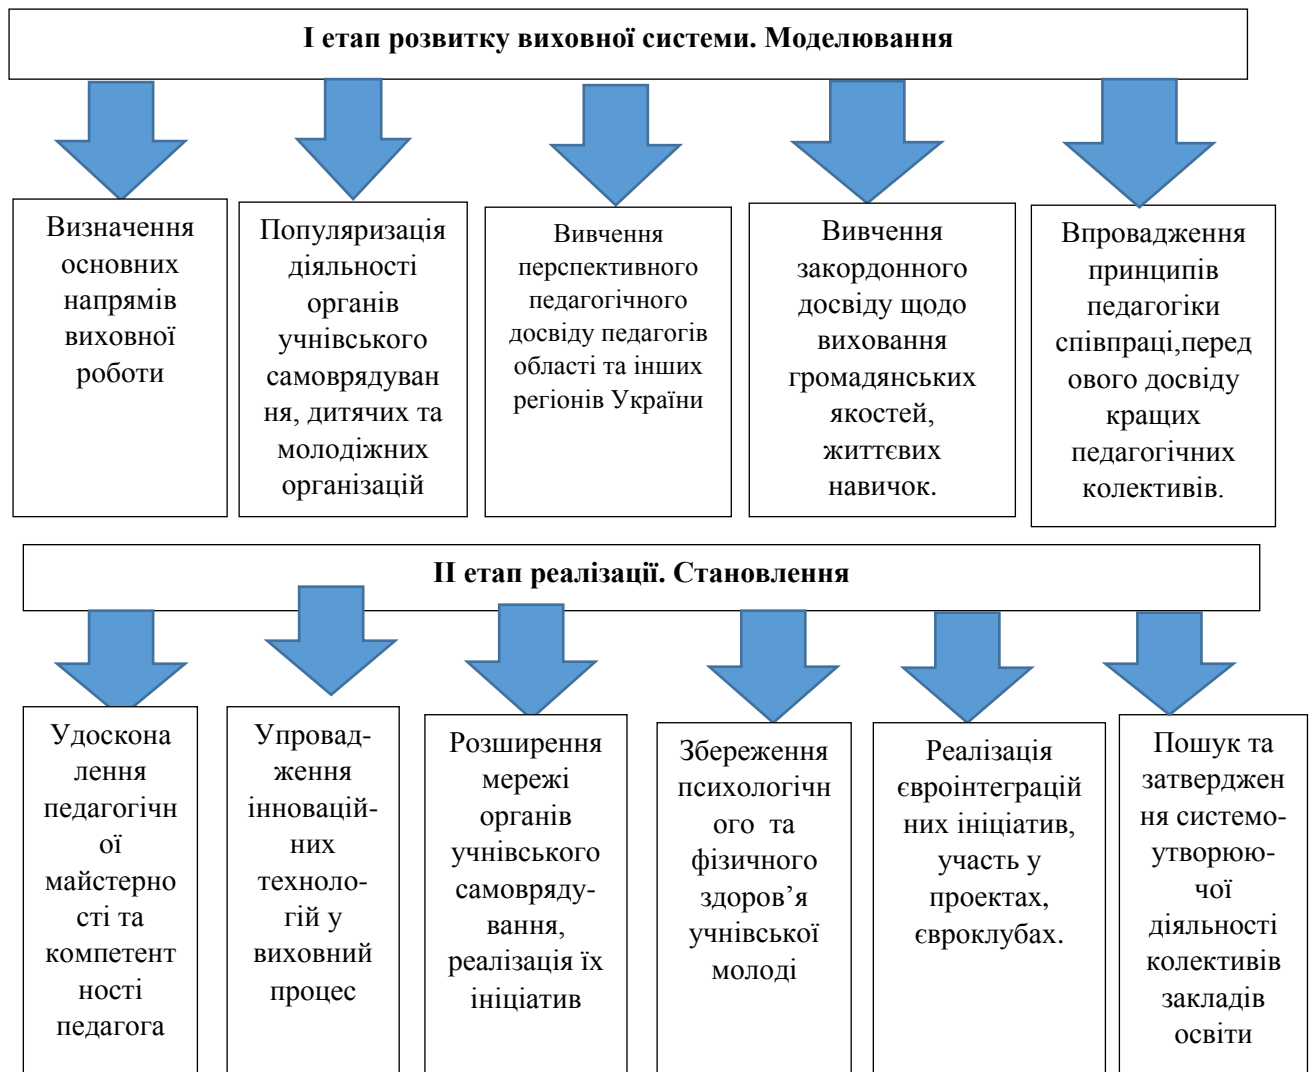 І етап розвитку виховної системи. Моделювання
Визначення
основних
напрямів
виховної
роботи
Популяризація
діяльності
органів
учнівського
самоврядуван
ня, дитячих та
молодіжних
організацій
Вивчення
перспективного
педагогічного
досвіду педагогів
області та інших
регіонів України
Вивчення
закордонного
досвіду щодо
виховання
громадянських
якостей,
життєвих
навичок.
Впровадження
принципів
педагогіки
співпраці,перед
ового досвіду
кращих
педагогічних
колективів.
ІІ етап реалізації. Становлення
Удоскона
лення
педагогічн
ої
майстерно
сті та
компетент
ності
педагога
Упровад-
ження
інновацій-
них
техноло-
гій у
виховний
процес
Розширення
мережі
органів
учнівського
самовряду-
вання,
реалізація їх
ініціатив
Збереження
психологічн
ого та
фізичного
здоров’я
учнівської
молоді
Реалізація
євроінтеграцій
них ініціатив,
участь у
проектах,
євроклубах.
Пошук та
затверджен
ня системо-
утворюю-
чої
діяльності
колективів
закладів
освіти